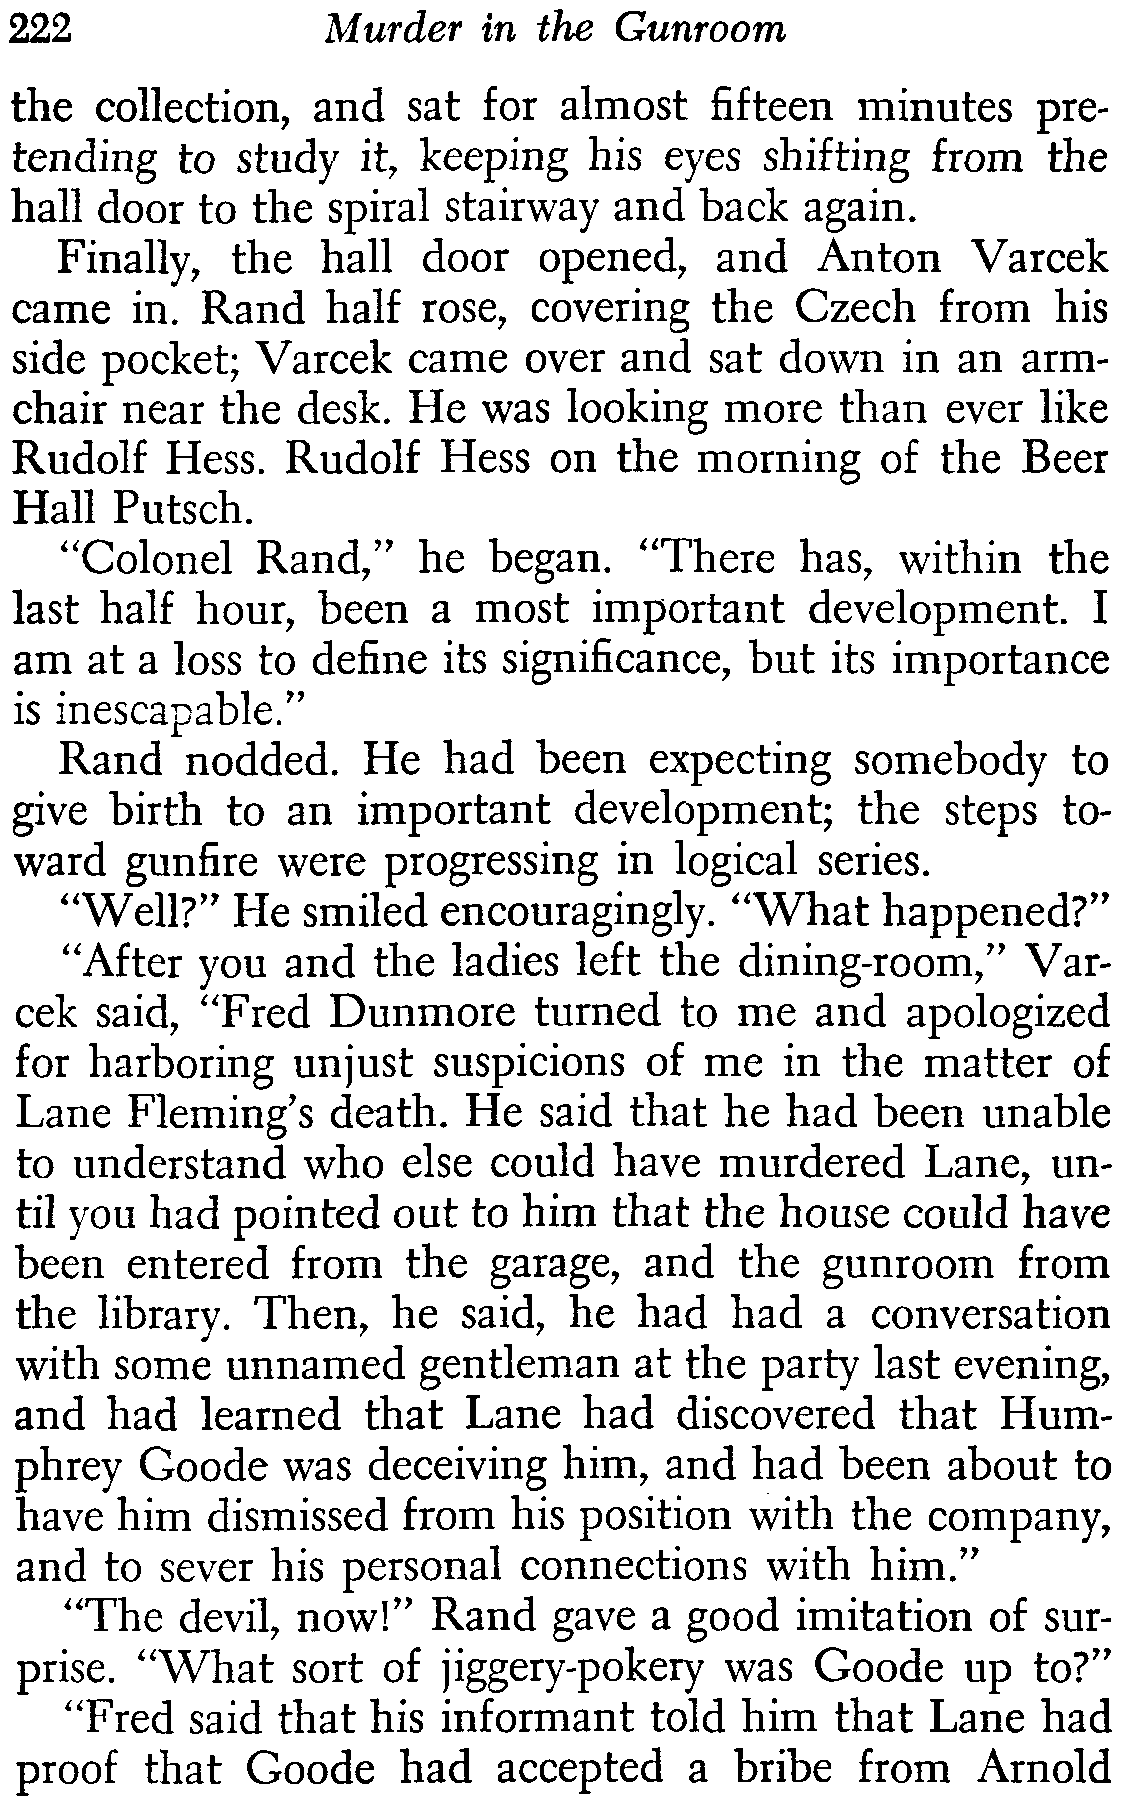 222 Murder in the Gunroom
the collection, and sat for almost fifteen minutes pre-
tending to study it, keeping his eyes shifting from the
hall door to the spiral stairway and back again.
Finally, the hall door opened, and Anton Varcek
came in. Rand half rose, covering the Czech from his
side pocket; Varcek came over and sat down in an arm-
chair near the desk. He was looking more than ever like
Rudolf Hess. Rudolf Hess on the morning of the Beer
Hall Putsch.
“Colonel Rand,” he began. “There has, within the
last half hour, been a most important development. I
am at a loss to define its significance, but its importance
is inescapable.”
Rand nodded. He had been expecting somebody to
give birth to an important development; the steps to-
ward gunfire were progressing in logical series.
“Well?” He smiled encouragingly. “What happened?”
“After you and the ladies left the dining-room,” Var-
cek said, “Fred Dunmore turned to me and apologized
for harboring unjust suspicions of me in the matter of
Lane Fleming’s death. He said that he had been unable
to understand who else could have murdered Lane, un-
til you had pointed out to him that the house could have
been entered from the garage, and the gunroom from
the library. Then, he said, he had had a conversation
with some unnamed gentleman at the party last evening,
and had learned that Lane had discovered that Hum-
phrey Goode was deceiving him, and had been about to
have him dismissed from his position with the company,
and to sever his personal connections with him.”
“The devil, now!” Rand gave a good imitation of sur-
prise. “What sort of jiggery-pokery was Goode up to?”
“Fred said that his informant told him that Lane had
proof that Goode had accepted a bribe from Arnold